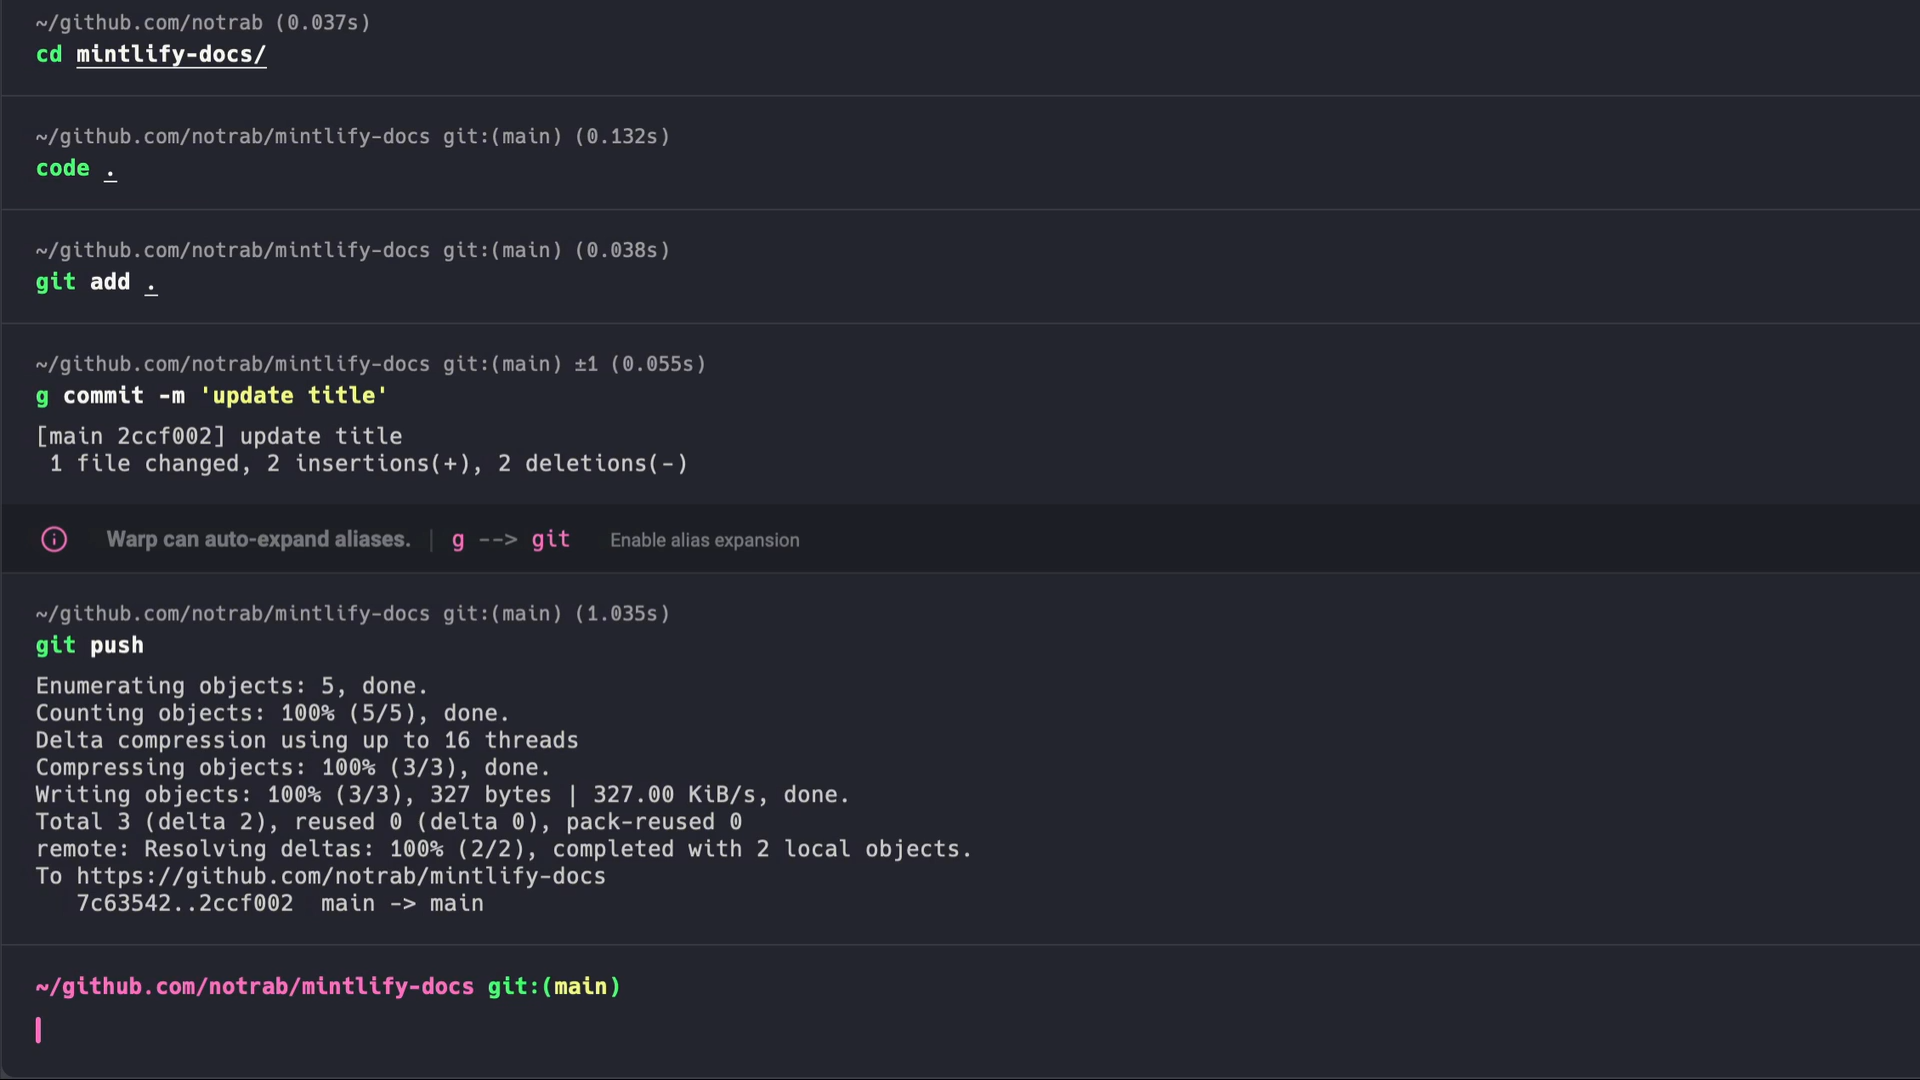 ~/github.com/notrab (0.037s)
cd mintlify-docs/
~/github.com/notrab/mintlify-docs git:(main) (0.132s)
code .
~/github.com/notrab/mintlify-docs git:(main) (0.038s)
git add .
~/github.com/notrab/mintlify-docs git:(main) ±1 (0.055s)
g commit -m 'update title'
[main 2ccf002] update title
 1 file changed, 2 insertions(+), 2 deletions(-)
Warp can auto-expand aliases. | g --> git Enable alias expansion
~/github.com/notrab/mintlify-docs git:(main) (1.035s)
git push
Enumerating objects: 5, done.
Counting objects: 100% (5/5), done.
Delta compression using up to 16 threads
Compressing objects: 100% (3/3), done.
Writing objects: 100% (3/3), 327 bytes | 327.00 KiB/s, done.
Total 3 (delta 2), reused 0 (delta 0), pack-reused 0
remote: Resolving deltas: 100% (2/2), completed with 2 local objects.
To https://github.com/notrab/mintlify-docs
   7c63542..2ccf002  main -> main
~/github.com/notrab/mintlify-docs git:(main)